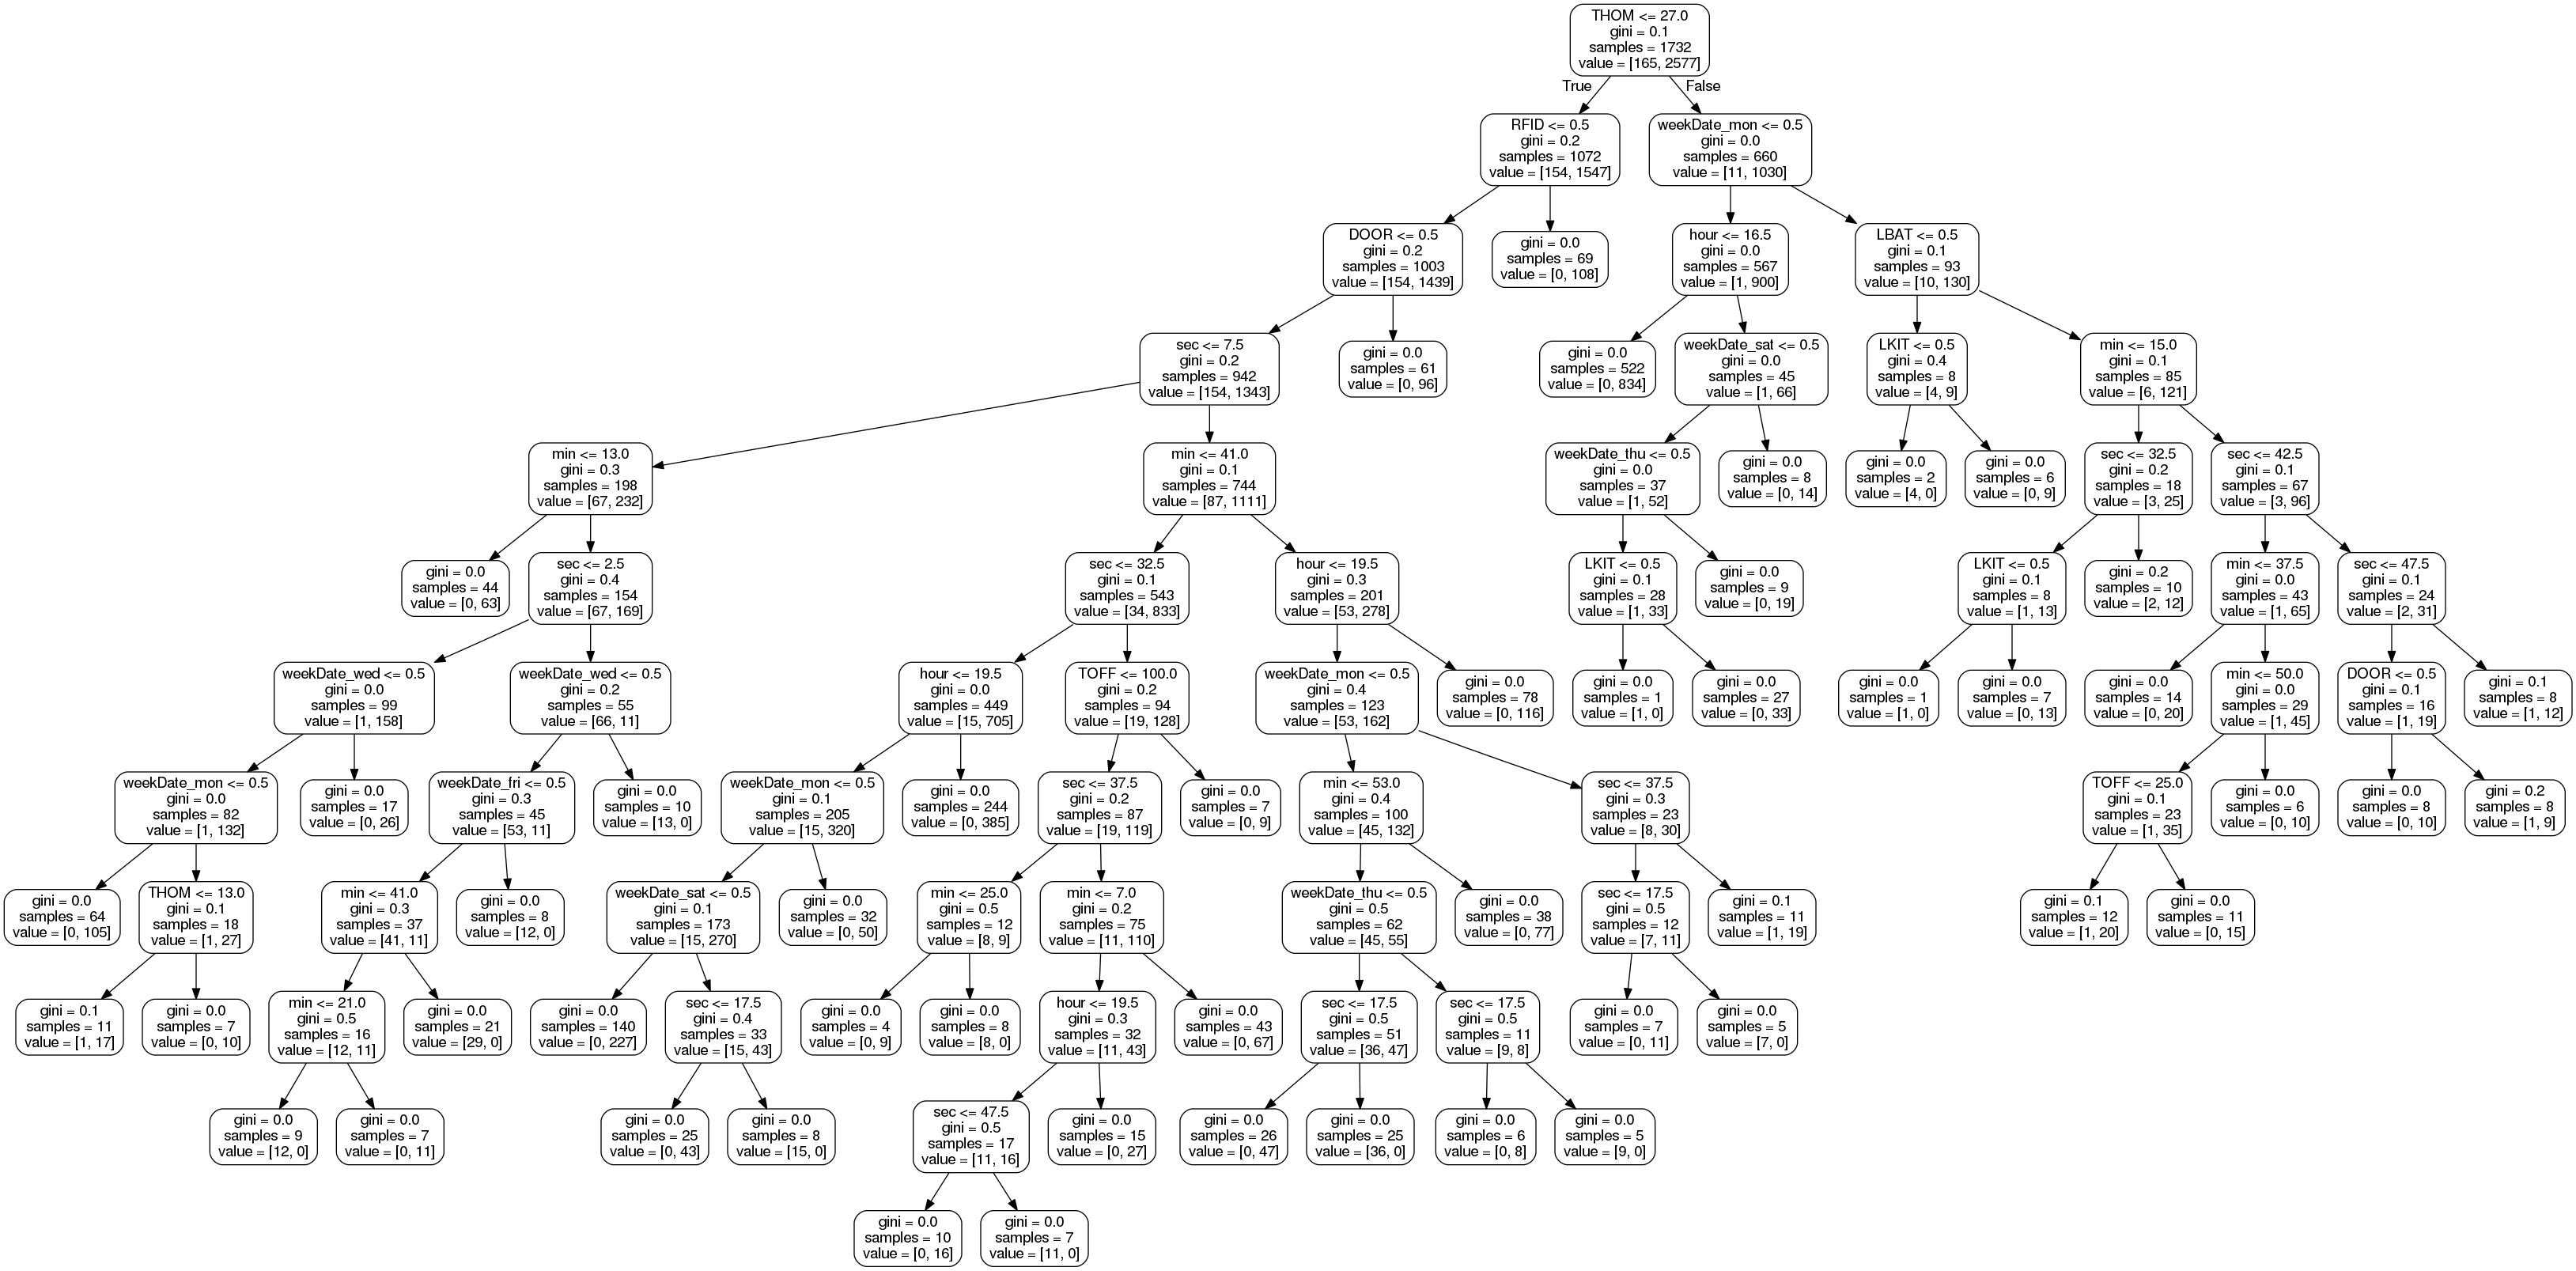 THOM <= 27.0
gini = 0.1
samples = 1732
value = [165, 2577]
True
False
RFID <= 0.5
gini = 0.2
samples = 1072
value = [154, 1547]
weekDate_mon <= 0.5
gini = 0.0
samples = 660
value = [11, 1030]
DOOR <= 0.5
gini = 0.2
samples = 1003
value = [154, 1439]
gini = 0.0
samples = 69
value = [0, 108]
hour <= 16.5
gini = 0.0
samples = 567
value = [1, 900]
LBAT <= 0.5
gini = 0.1
samples = 93
value = [10, 130]
sec <= 7.5
gini = 0.2
samples = 942
value = [154, 1343]
gini = 0.0
samples = 61
value = [0, 96]
gini = 0.0
samples = 522
value = [0, 834]
weekDate_sat <= 0.5
gini = 0.0
samples = 45
value = [1, 66]
LKIT <= 0.5
gini = 0.4
samples = 8
value = [4, 9]
min <= 15.0
gini = 0.1
samples = 85
value = [6, 121]
min <= 13.0
gini = 0.3
samples = 198
value = [67, 232]
min <= 41.0
gini = 0.1
samples = 744
value = [87, 1111]
weekDate_thu <= 0.5
gini = 0.0
samples = 37
value = [1, 52]
gini = 0.0
samples = 8
value = [0, 14]
gini = 0.0
samples = 2
value = [4, 0]
gini = 0.0
samples = 6
value = [0, 9]
sec <= 32.5
gini = 0.2
samples = 18
value = [3, 25]
sec <= 42.5
gini = 0.1
samples = 67
value = [3, 96]
gini = 0.0
samples = 44
value = [0, 63]
sec <= 2.5
gini = 0.4
samples = 154
value = [67, 169]
sec <= 32.5
gini = 0.1
samples = 543
value = [34, 833]
hour <= 19.5
gini = 0.3
samples = 201
value = [53, 278]
LKIT <= 0.5
gini = 0.1
samples = 28
value = [1, 33]
gini = 0.0
samples = 9
value = [0, 19]
LKIT <= 0.5
gini = 0.1
samples = 8
value = [1, 13]
gini = 0.2
samples = 10
value = [2, 12]
min <= 37.5
gini = 0.0
samples = 43
value = [1, 65]
sec <= 47.5
gini = 0.1
samples = 24
value = [2, 31]
weekDate_wed <= 0.5
gini = 0.0
samples = 99
value = [1, 158]
weekDate_wed <= 0.5
gini = 0.2
samples = 55
value = [66, 11]
hour <= 19.5
gini = 0.0
samples = 449
value = [15, 705]
TOFF <= 100.0
gini = 0.2
samples = 94
value = [19, 128]
weekDate_mon <= 0.5
gini = 0.4
samples = 123
value = [53, 162]
gini = 0.0
samples = 78
value = [0, 116]
gini = 0.0
samples = 1
value = [1, 0]
gini = 0.0
samples = 27
value = [0, 33]
gini = 0.0
samples = 1
value = [1, 0]
gini = 0.0
samples = 7
value = [0, 13]
gini = 0.0
samples = 14
value = [0, 20]
min <= 50.0
gini = 0.0
samples = 29
value = [1, 45]
DOOR <= 0.5
gini = 0.1
samples = 16
value = [1, 19]
gini = 0.1
samples = 8
value = [1, 12]
weekDate_mon <= 0.5
gini = 0.0
samples = 82
value = [1, 132]
gini = 0.0
samples = 17
value = [0, 26]
weekDate_fri <= 0.5
gini = 0.3
samples = 45
value = [53, 11]
gini = 0.0
samples = 10
value = [13, 0]
weekDate_mon <= 0.5
gini = 0.1
samples = 205
value = [15, 320]
gini = 0.0
samples = 244
value = [0, 385]
sec <= 37.5
gini = 0.2
samples = 87
value = [19, 119]
gini = 0.0
samples = 7
value = [0, 9]
min <= 53.0
gini = 0.4
samples = 100
value = [45, 132]
sec <= 37.5
gini = 0.3
samples = 23
value = [8, 30]
TOFF <= 25.0
gini = 0.1
samples = 23
value = [1, 35]
gini = 0.0
samples = 6
value = [0, 10]
gini = 0.0
samples = 8
value = [0, 10]
gini = 0.2
samples = 8
value = [1, 9]
gini = 0.0
samples = 64
value = [0, 105]
THOM <= 13.0
gini = 0.1
samples = 18
value = [1, 27]
min <= 41.0
gini = 0.3
samples = 37
value = [41, 11]
gini = 0.0
samples = 8
value = [12, 0]
weekDate_sat <= 0.5
gini = 0.1
samples = 173
value = [15, 270]
gini = 0.0
samples = 32
value = [0, 50]
min <= 25.0
gini = 0.5
samples = 12
value = [8, 9]
min <= 7.0
gini = 0.2
samples = 75
value = [11, 110]
weekDate_thu <= 0.5
gini = 0.5
samples = 62
value = [45, 55]
gini = 0.0
samples = 38
value = [0, 77]
sec <= 17.5
gini = 0.5
samples = 12
value = [7, 11]
gini = 0.1
samples = 11
value = [1, 19]
gini = 0.1
samples = 12
value = [1, 20]
gini = 0.0
samples = 11
value = [0, 15]
gini = 0.1
samples = 11
value = [1, 17]
gini = 0.0
samples = 7
value = [0, 10]
min <= 21.0
gini = 0.5
samples = 16
value = [12, 11]
gini = 0.0
samples = 21
value = [29, 0]
gini = 0.0
samples = 140
value = [0, 227]
sec <= 17.5
gini = 0.4
samples = 33
value = [15, 43]
gini = 0.0
samples = 4
value = [0, 9]
gini = 0.0
samples = 8
value = [8, 0]
hour <= 19.5
gini = 0.3
samples = 32
value = [11, 43]
gini = 0.0
samples = 43
value = [0, 67]
sec <= 17.5
gini = 0.5
samples = 51
value = [36, 47]
sec <= 17.5
gini = 0.5
samples = 11
value = [9, 8]
gini = 0.0
samples = 7
value = [0, 11]
gini = 0.0
samples = 5
value = [7, 0]
gini = 0.0
samples = 9
value = [12, 0]
gini = 0.0
samples = 7
value = [0, 11]
gini = 0.0
samples = 25
value = [0, 43]
gini = 0.0
samples = 8
value = [15, 0]
sec <= 47.5
gini = 0.5
samples = 17
value = [11, 16]
gini = 0.0
samples = 15
value = [0, 27]
gini = 0.0
samples = 26
value = [0, 47]
gini = 0.0
samples = 25
value = [36, 0]
gini = 0.0
samples = 6
value = [0, 8]
gini = 0.0
samples = 5
value = [9, 0]
gini = 0.0
samples = 10
value = [0, 16]
gini = 0.0
samples = 7
value = [11, 0]